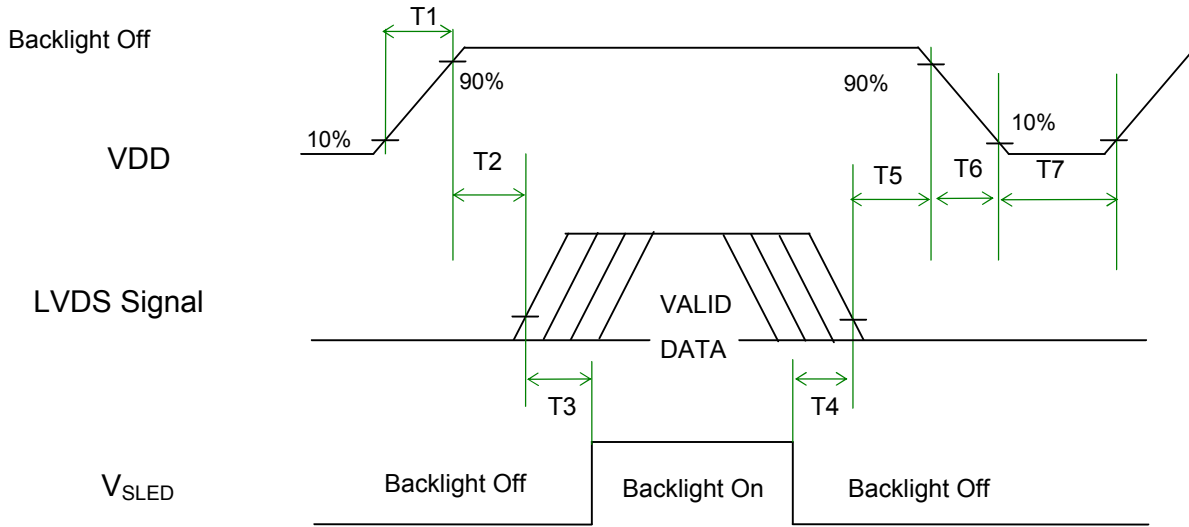 T1
Backlight Off
90%
90%
10%
10%
VDD
T2
T5
T6
T7
LVDS Signal
VALID
DATA
T3
T4
VSLED
Backlight Off
Backlight On
Backlight Off